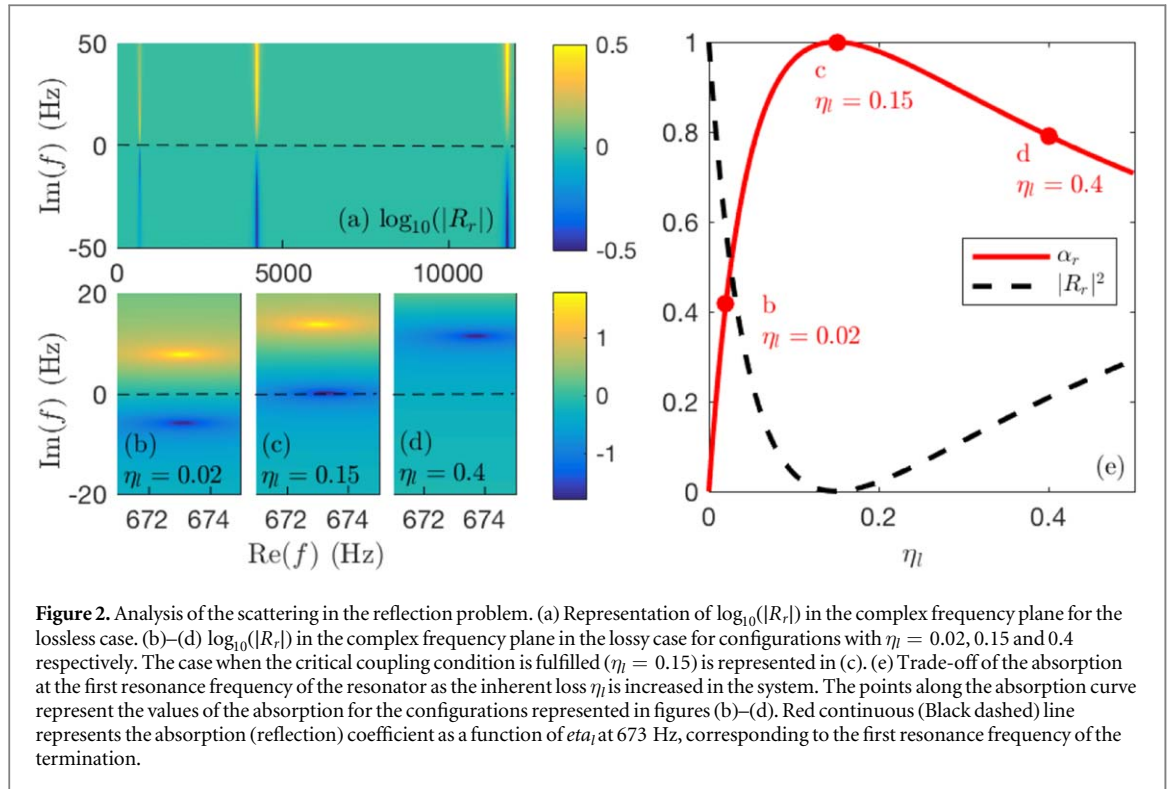 50
0
-50
Im(f) (Hz)
(a) log10(|Rr|)
0
5000
10000
0.5
0
-0.5
20
0
-20
Im(f) (Hz)
(b)
ηl = 0.02
(c)
ηl = 0.15
(d)
ηl = 0.4
672 674
672 674
672 674
Re(f) (Hz)
1
0
-1
1
0.8
0.6
0.4
0.2
0
c
ηl = 0.15
d
ηl = 0.4
αr
|Rr|²
b
ηl = 0.02
(e)
0
0.2
0.4
ηl
Figure 2. Analysis of the scattering in the reflection problem. (a) Representation of log10(|Rr|) in the complex frequency plane for the
lossless case. (b)–(d) log10(|Rr|) in the complex frequency plane in the lossy case for configurations with ηl = 0.02, 0.15 and 0.4
respectively. The case when the critical coupling condition is fulfilled (ηl = 0.15) is represented in (c). (e) Trade-off of the absorption
at the first resonance frequency of the resonator as the inherent loss ηl is increased in the system. The points along the absorption curve
represent the values of the absorption for the configurations represented in figures (b)–(d). Red continuous (Black dashed) line
represents the absorption (reflection) coefficient as a function of etal at 673 Hz, corresponding to the first resonance frequency of the
termination.